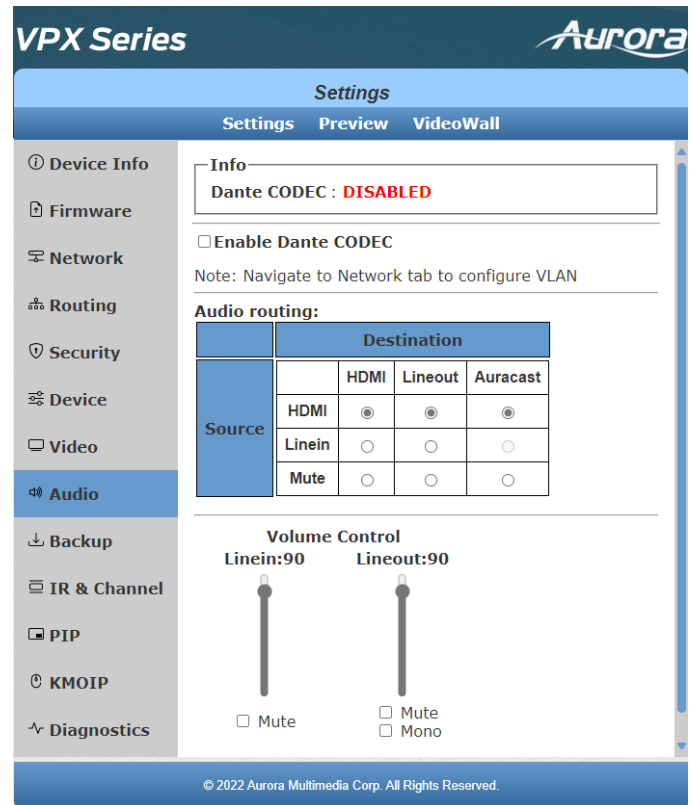 VPX Series
Aurora
Settings
Settings Preview VideoWall
Device Info
Firmware
Network
Routing
Security
Device
Video
Audio
Backup
IR & Channel
PIP
KMOIP
Diagnostics
Info
Dante CODEC : DISABLED
Enable Dante CODEC
Note: Navigate to Network tab to configure VLAN
Audio routing:
Destination
HDMI Lineout Auracast
Source
HDMI
Linein
Mute
Volume Control
Linein:90 Lineout:90
Mute Mute
Mono
© 2022 Aurora Multimedia Corp. All Rights Reserved.